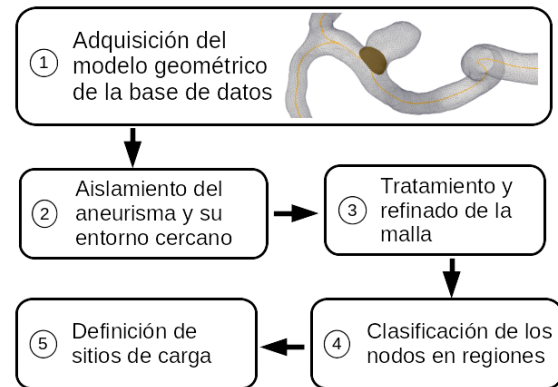 1
Adquisición del
modelo geométrico
de la base de datos
2
Aislamiento del
aneurisma y su
entorno cercano
3
Tratamiento y
refinado de la
malla
4
Clasificación de los
nodos en regiones
5
Definición de
sitios de carga